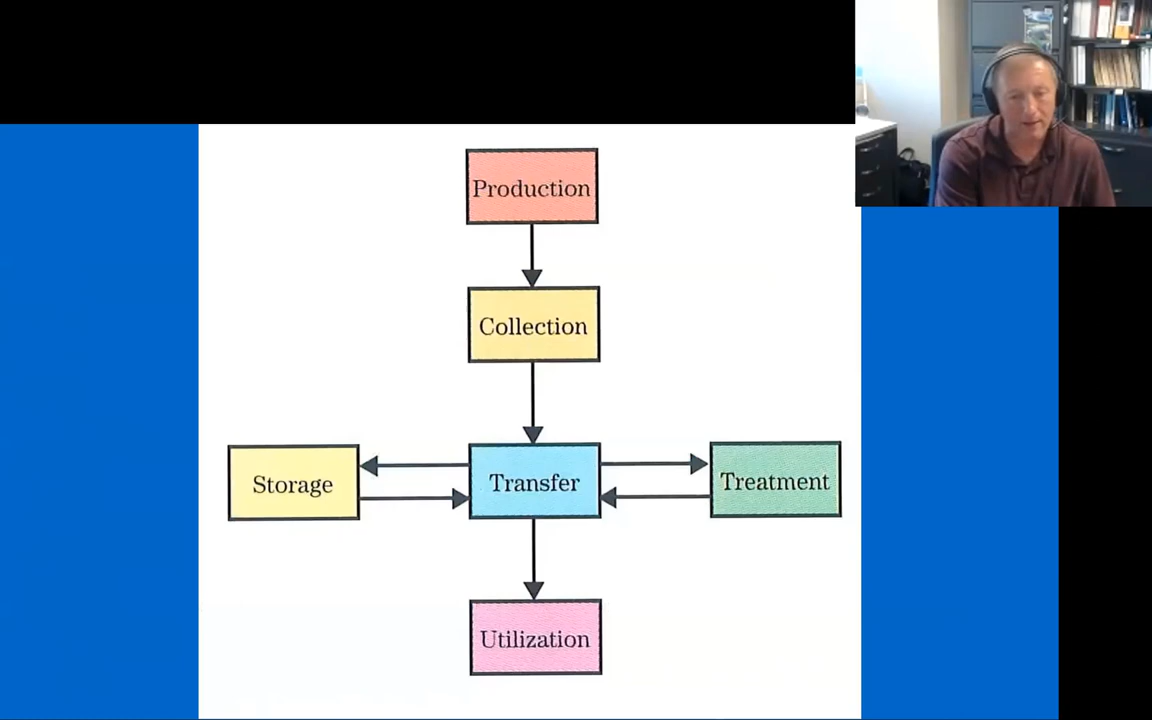 Production
Collection
Storage
Transfer
Treatment
Utilization